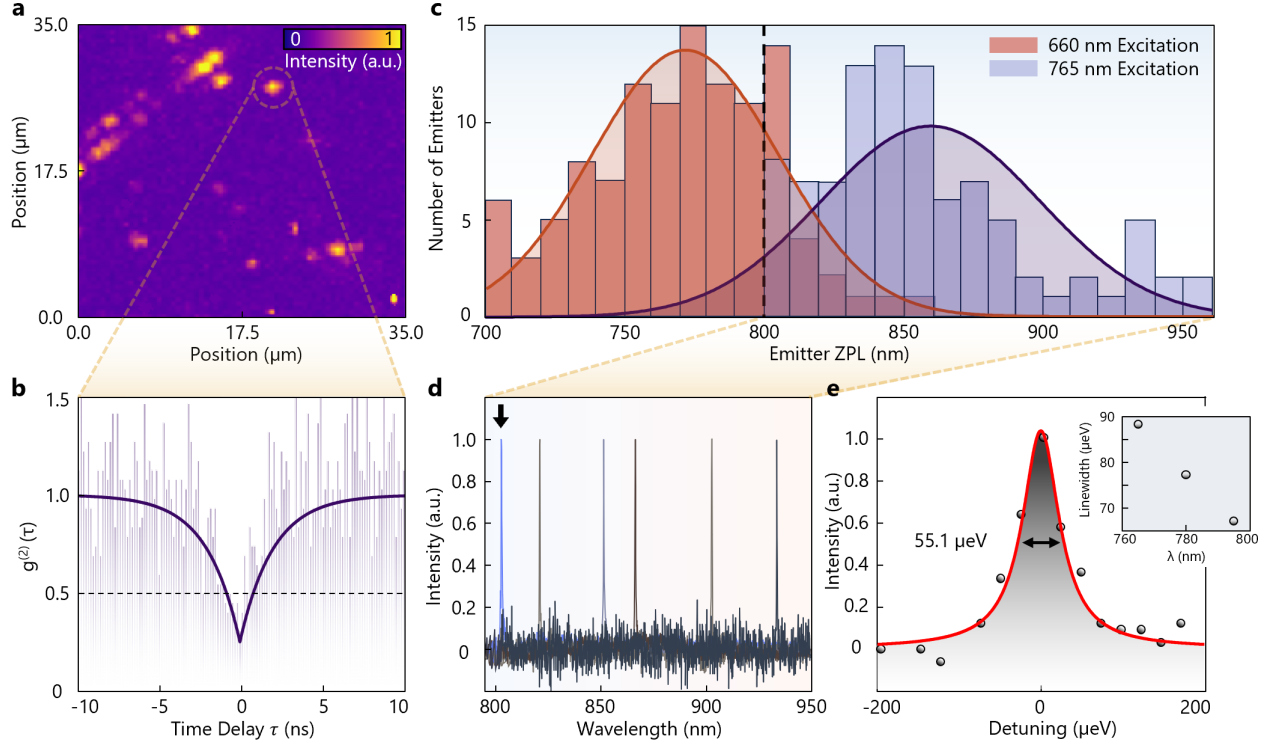 a
35.0
17.5
0.0
Position (µm)
0 1
Intensity (a.u.)
0.0 17.5 35.0
Position (µm)
c
15
10
5
0
Number of Emitters
660 nm Excitation
765 nm Excitation
700 750 800 850 900 950
Emitter ZPL (nm)
b
1.5
1.0
0.5
0
g⁽²⁾(τ)
-10 -5 0 5 10
Time Delay τ (ns)
d
1.0
0.8
0.6
0.4
0.2
0
Intensity (a.u.)
800 850 900 950
Wavelength (nm)
e
1.0
0.8
0.6
0.4
0.2
0
Intensity (a.u.)
55.1 µeV
-200 0 200
Detuning (µeV)
90
80
70
Linewidth (µeV)
760 780 800
λ (nm)